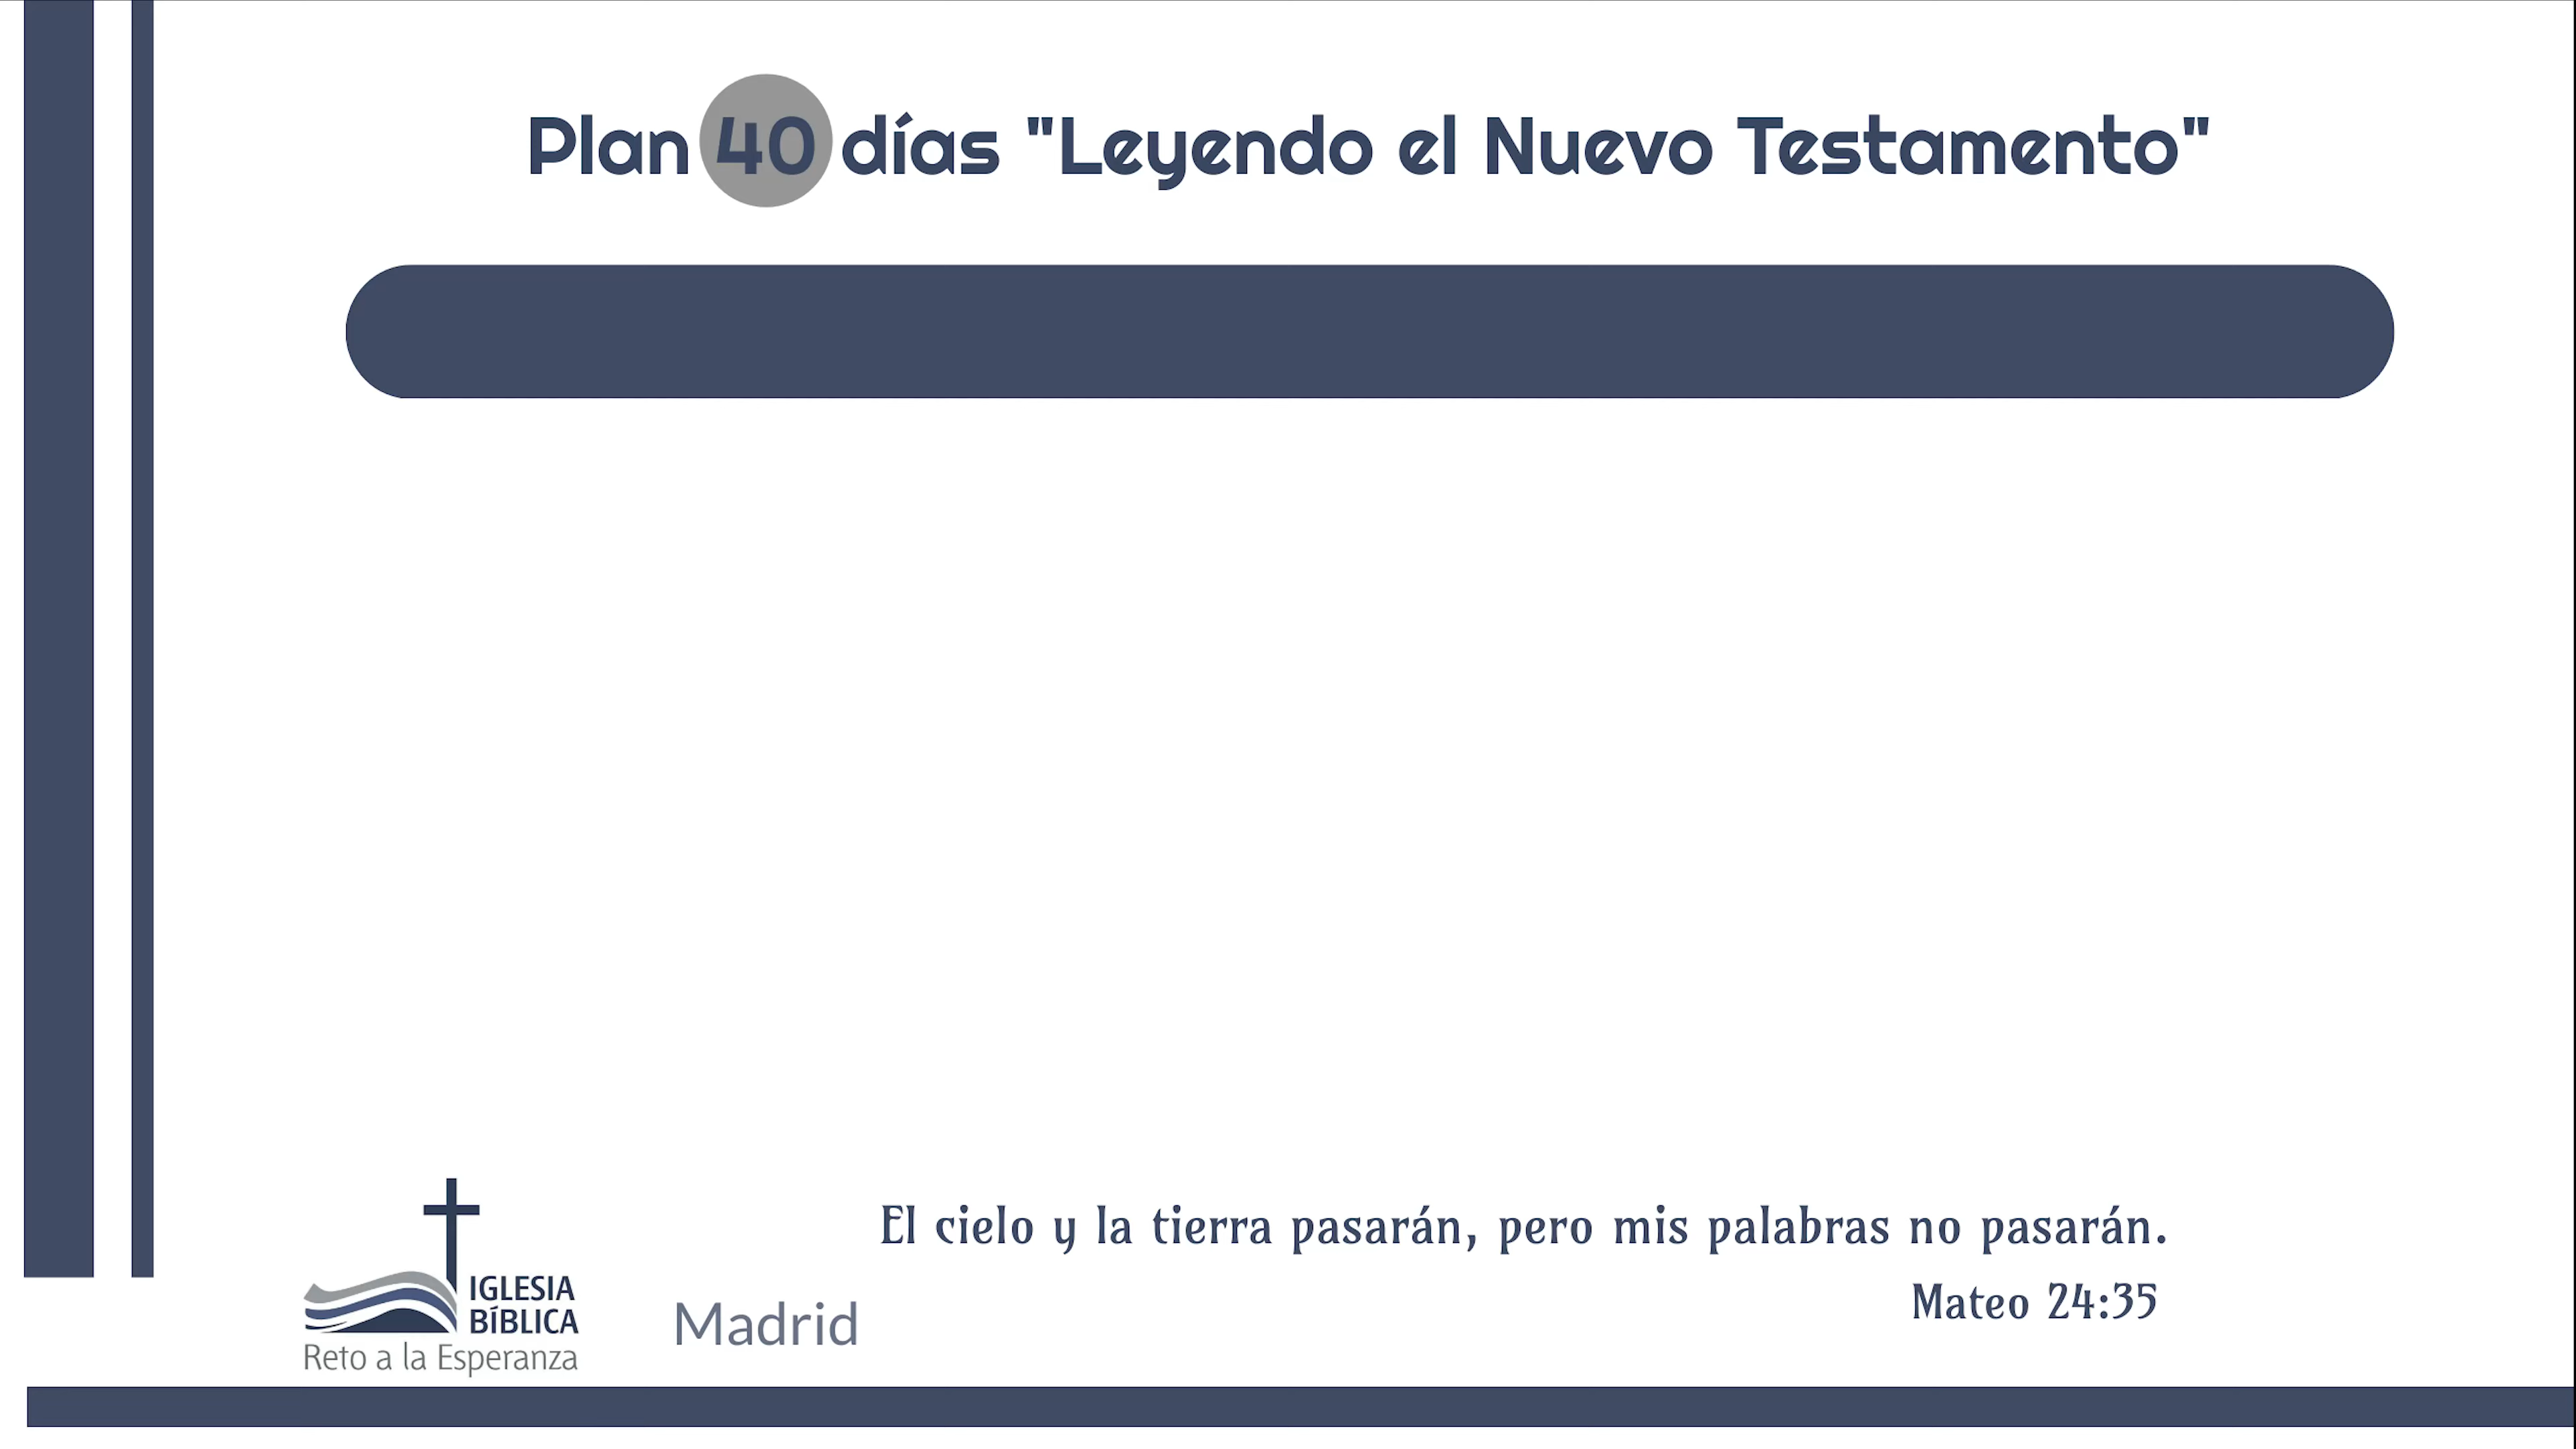 Plan 40 días "Leyendo el Nuevo Testamento"
El cielo y la tierra pasarán, pero mis palabras no pasarán.
Mateo 24:35
IGLESIA
BÍBLICA
Reto a la Esperanza
Madrid